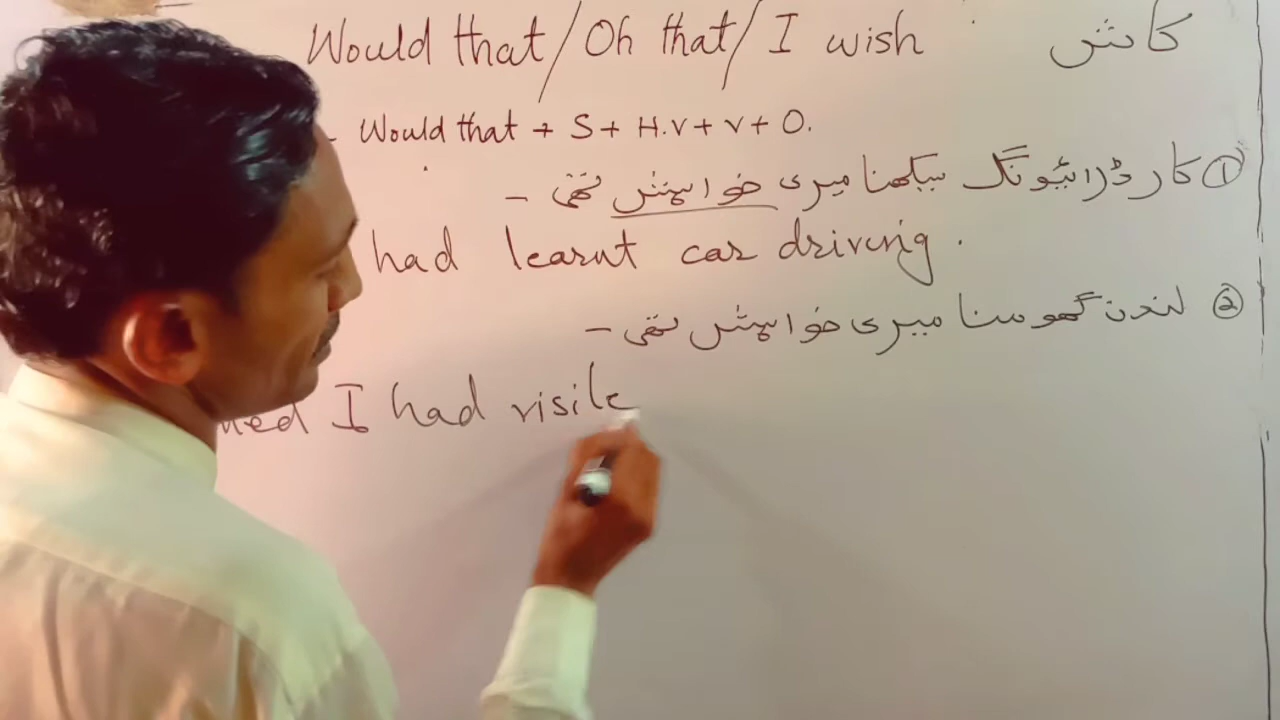 Would that / Oh that / I wish کاش
Would that + S + H.V + V + O.
① کار ڈرائیونگ سیکھنا میری خواہش تھی ۔
had learnt car driving.
② لندن گھومنا میری خواہش تھی ۔
I had visite